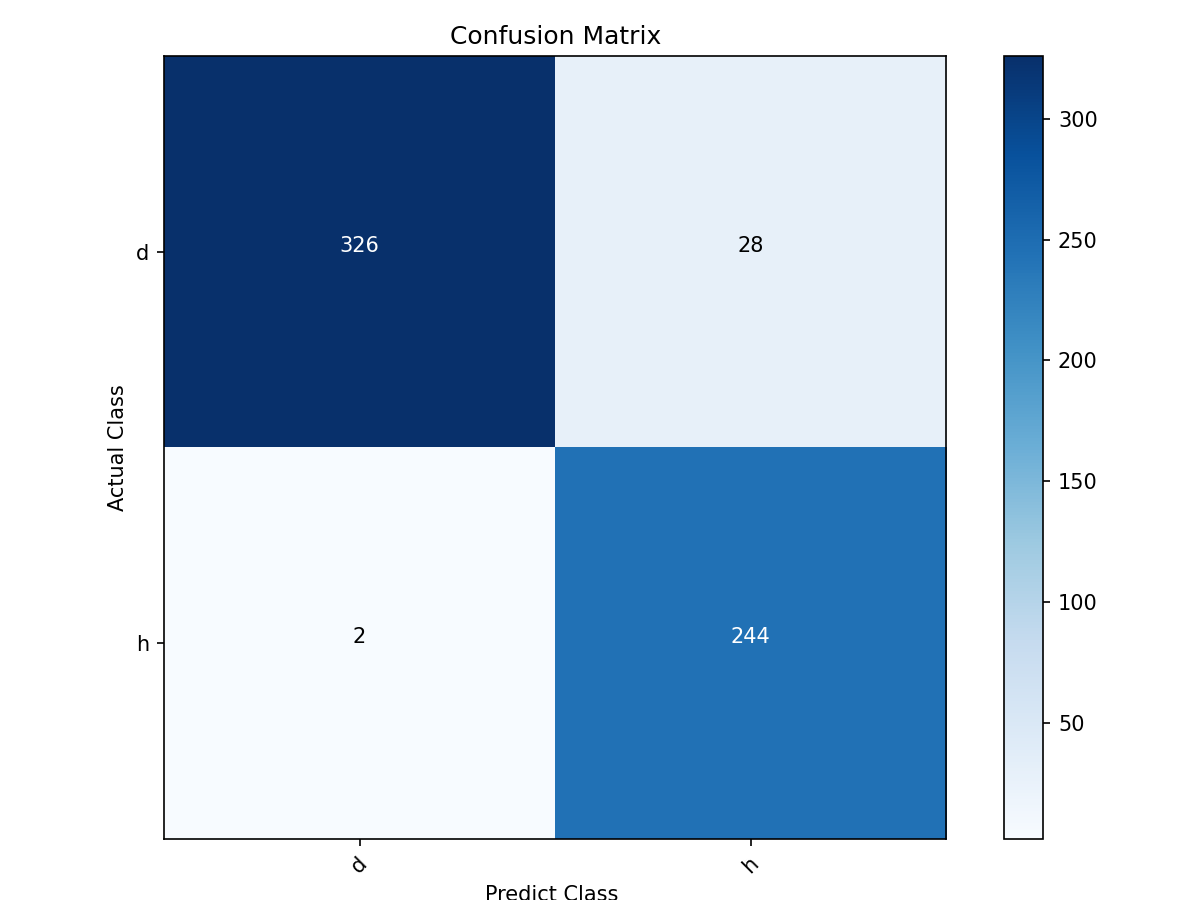 Confusion Matrix
d
326
28
h
2
244
d
h
Actual Class
Predict Class
300
250
200
150
100
50